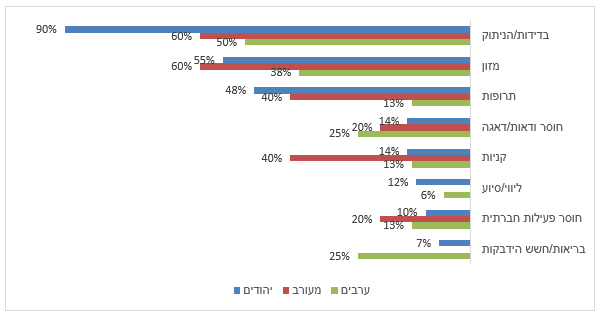 בדידות/הניתוק 90% 60% 50%
מזון 55% 60% 38%
תרופות 48% 40% 13%
חוסר ודאות/דאגה 14% 20% 25%
קניות 14% 40% 13%
ליווי/סיוע 12% 6%
חוסר פעילות חברתית 10% 20% 13%
בריאות/חשש הידבקות 7% 25%
יהודים מעורב ערבים